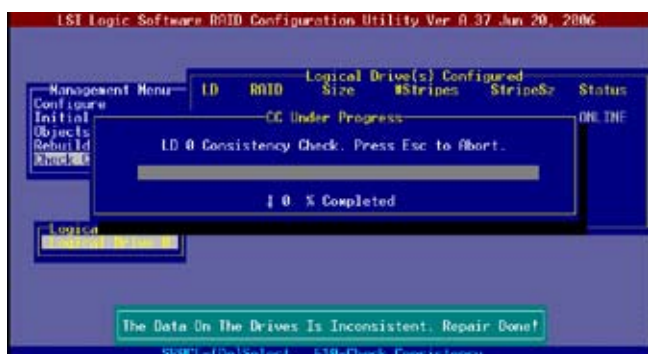 LSI Logic Software RAID Configuration Utility Ver A.37 Jun 20, 2006
Logical Drive(s) Configured
LD RAID Size #Stripes StripeSz Status
ONLINE
Management Menu
Configure
Initial
Objects
Rebuild
Check C
CC Under Progress
LD 0 Consistency Check. Press Esc to Abort.
0 % Completed
Logica
Logical Drive 0
The Data On The Drives Is Inconsistent. Repair Done!